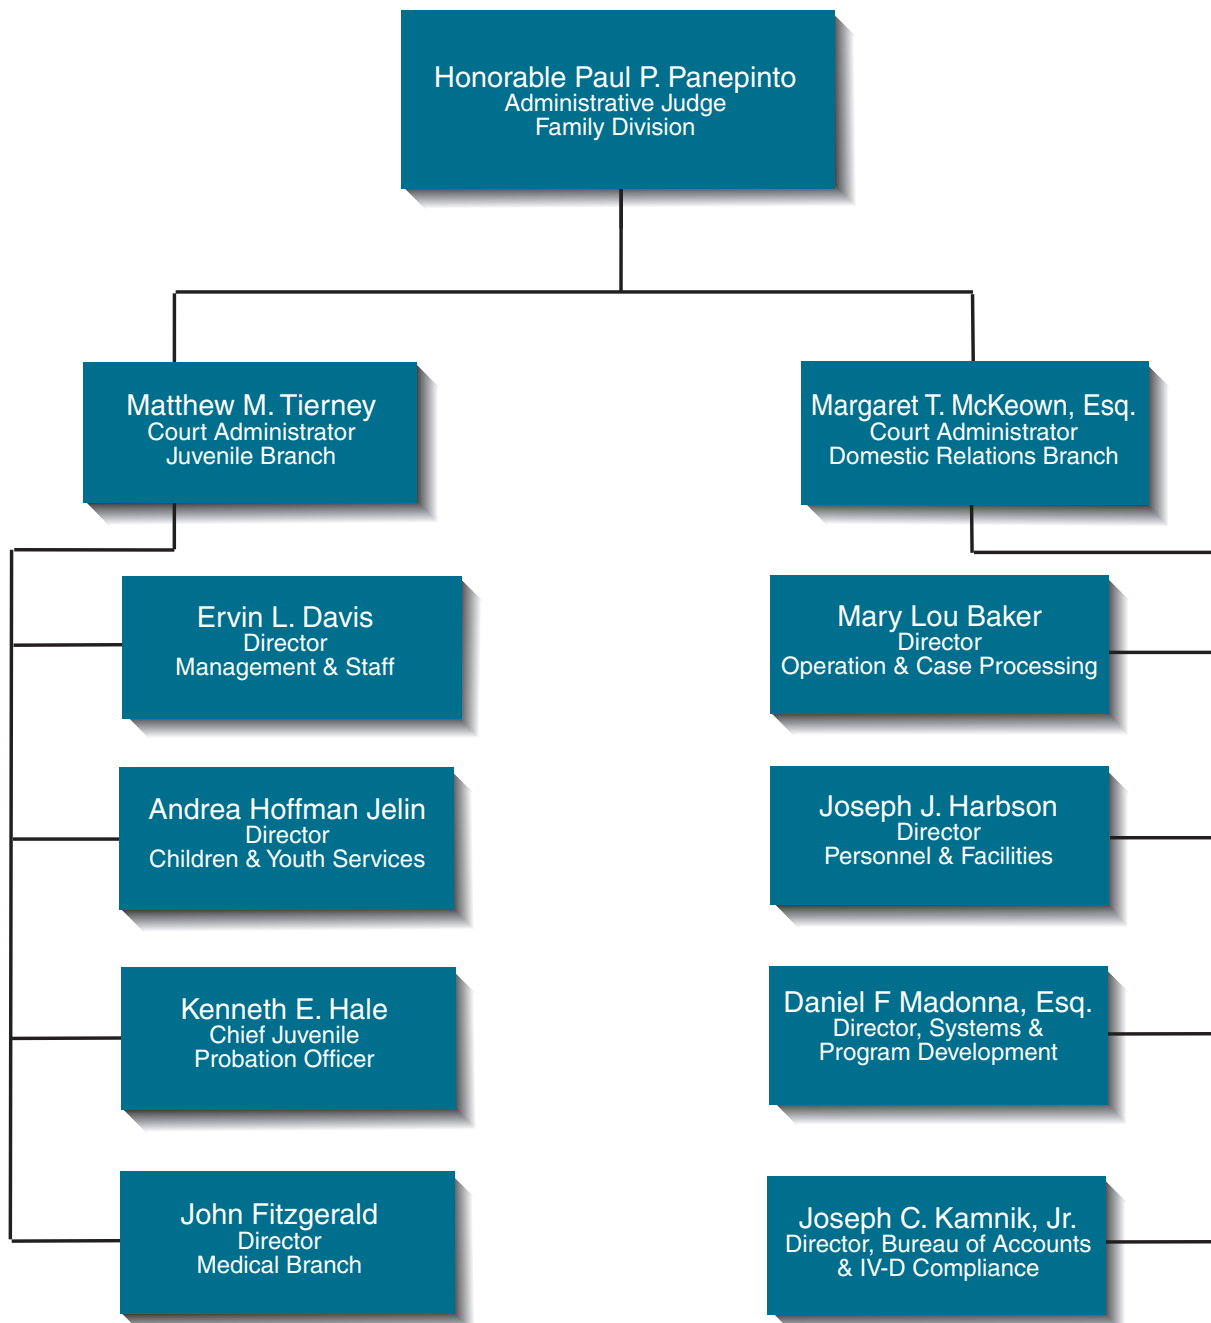 Honorable Paul P. Panepinto
Administrative Judge
Family Division
Matthew M. Tierney
Court Administrator
Juvenile Branch
Margaret T. McKeown, Esq.
Court Administrator
Domestic Relations Branch
Ervin L. Davis
Director
Management & Staff
Mary Lou Baker
Director
Operation & Case Processing
Andrea Hoffman Jelin
Director
Children & Youth Services
Joseph J. Harbson
Director
Personnel & Facilities
Kenneth E. Hale
Chief Juvenile
Probation Officer
Daniel F Madonna, Esq.
Director, Systems &
Program Development
John Fitzgerald
Director
Medical Branch
Joseph C. Kamnik, Jr.
Director, Bureau of Accounts
& IV-D Compliance